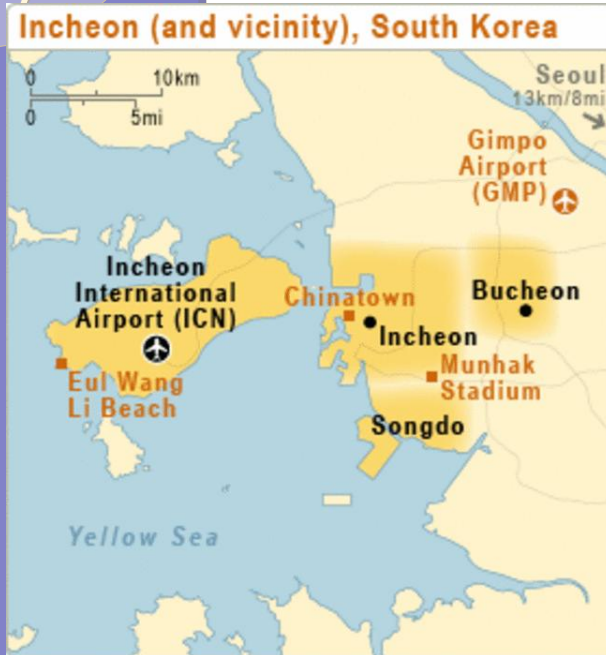 Incheon (and vicinity), South Korea
0 10km
0 5mi
Seoul
13km/8mi
Gimpo
Airport
(GMP)
Incheon
International
Airport (ICN)
Chinatown
Bucheon
Incheon
Eul Wang
Li Beach
Munhak
Stadium
Songdo
Yellow Sea